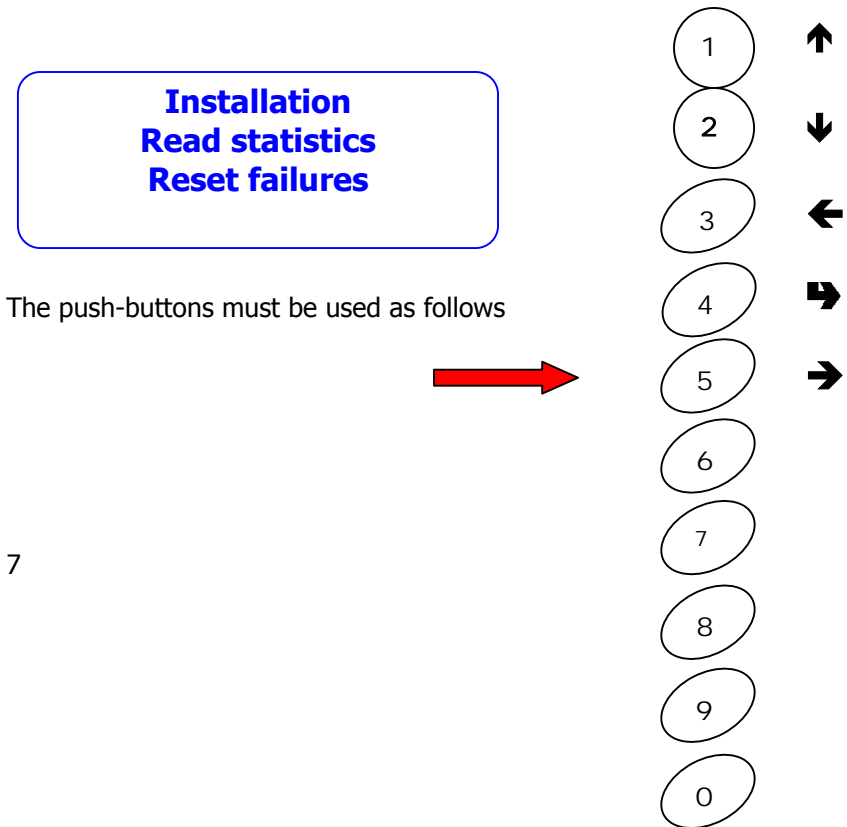 Installation
Read statistics
Reset failures
The push-buttons must be used as follows
7
1 ↑
2 ↓
3 ←
4 ↳
5 →
6
7
8
9
0